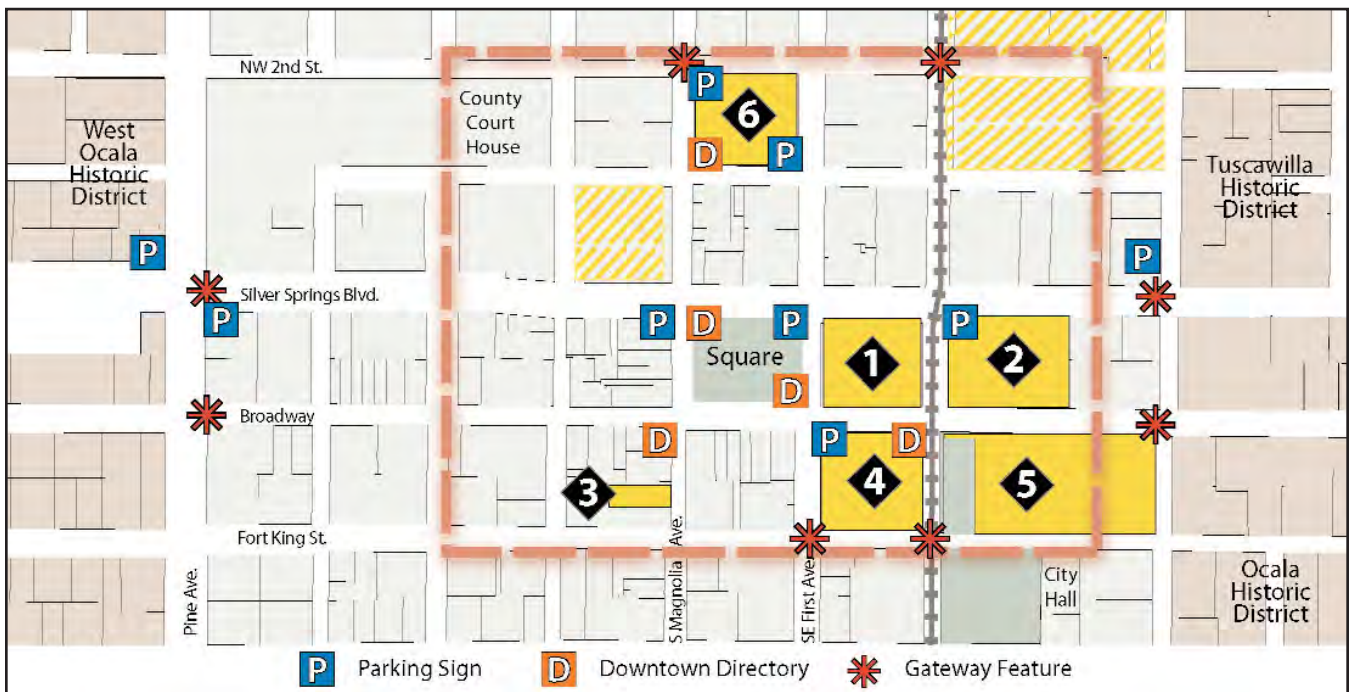 NW 2nd St.
County
Court
House
P
6
D
P
West
Ocala
Historic
District
Tuscawilla
Historic
District
P
P
Silver Springs Blvd.
P
P
D
P
P
Square
1
2
D
Broadway
D
P
D
3
4
5
Fort King St.
Pine Ave.
S Magnolia Ave.
SE First Ave.
City
Hall
Ocala
Historic
District
P Parking Sign
D Downtown Directory
Gateway Feature